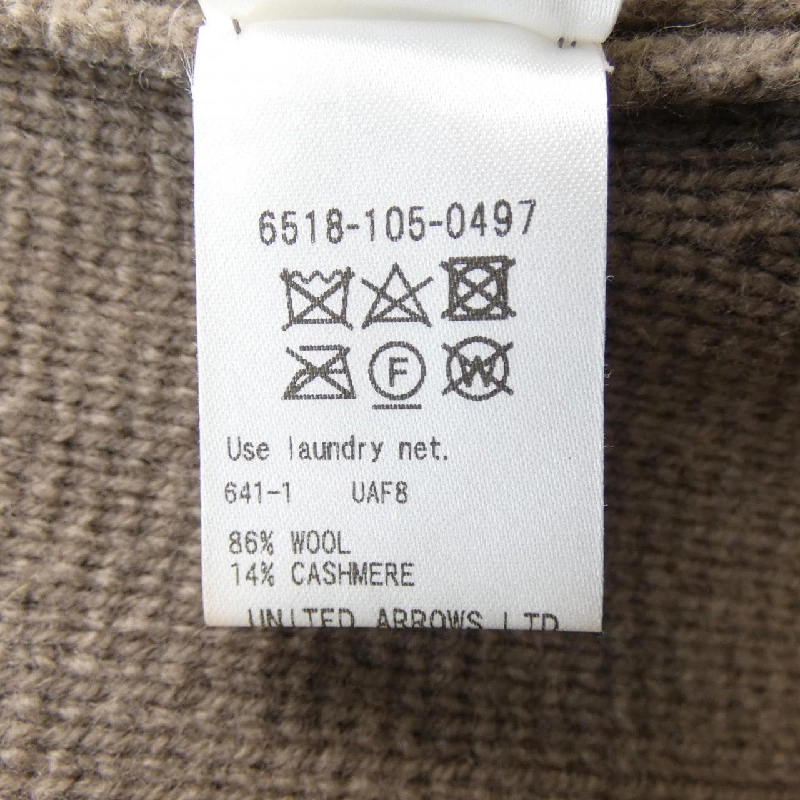 6518-105-0497
F W
Use laundry net.
641-1 UAF8
86% WOOL
14% CASHMERE
UNITED ARROWS LTD